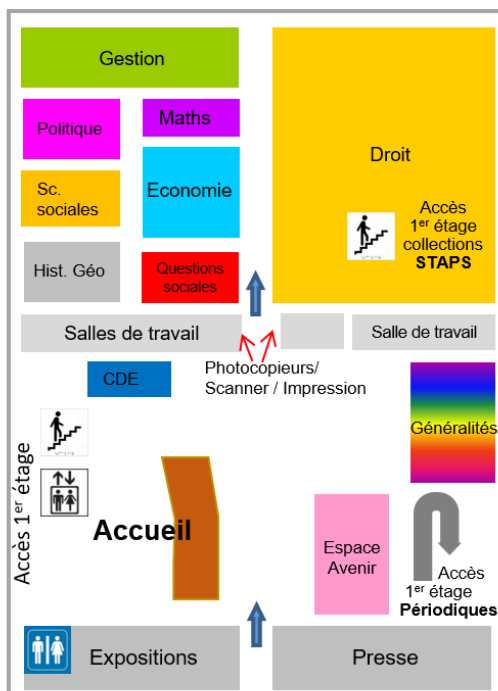 Gestion
Politique
Maths
Droit
Economie
Sc.
sociales
Accès
1er étage
collections
STAPS
Hist. Géo
Questions
sociales
Salles de travail
Salle de travail
Photocopieurs/
Scanner / Impression
CDE
Généralités
Accès 1er étage
Accueil
Espace
Avenir
Accès
1er étage
Périodiques
Expositions
Presse